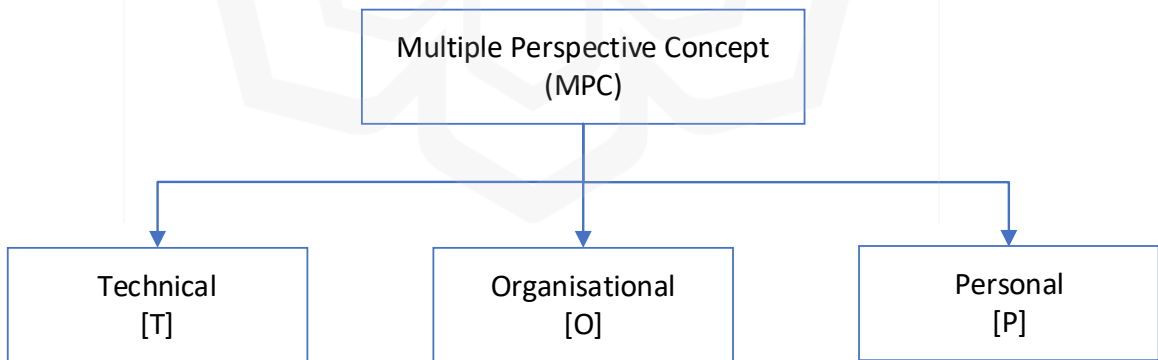 Multiple Perspective Concept
(MPC)
Technical
[T]
Organisational
[O]
Personal
[P]